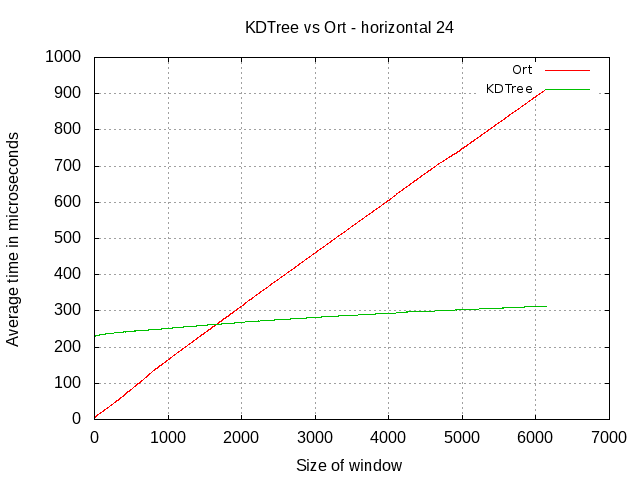 KDTree vs Ort - horizontal 24
Ort
KDTree
Average time in microseconds
1000
900
800
700
600
500
400
300
200
100
0
0 1000 2000 3000 4000 5000 6000 7000
Size of window